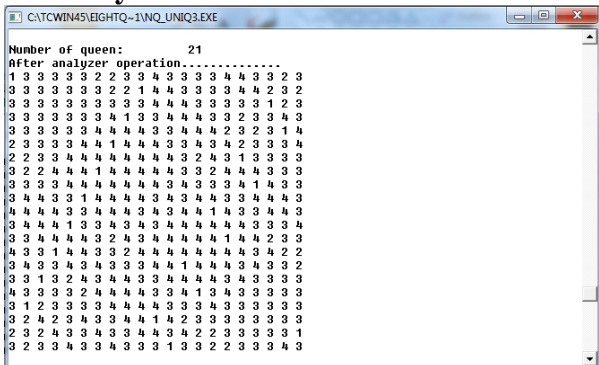 C:\TCWIN45\EIGHTQ~1\NQ_UNIQ3.EXE
Number of queen: 21
After analyzer operation..............
1 3 3 3 3 3 2 2 3 3 4 3 3 3 3 4 4 3 3 2 3
3 3 3 3 3 3 3 2 2 1 4 4 3 3 3 3 4 4 2 3 2
3 3 3 3 3 3 3 3 3 3 4 4 4 3 3 3 3 3 1 2 3
3 3 3 3 3 3 3 4 1 3 3 4 4 4 3 3 2 3 3 4 3
3 3 3 3 3 3 4 4 4 4 3 3 4 4 4 2 3 2 3 1 4
2 3 3 3 3 4 4 1 4 4 4 3 3 4 3 4 2 3 3 3 4
2 2 3 3 4 4 4 4 4 4 4 4 3 2 4 3 1 3 3 3 3
3 2 2 4 4 4 1 4 4 4 4 4 3 3 2 4 4 4 3 3 3
3 3 3 3 4 4 4 4 4 4 4 3 4 3 3 3 4 1 4 3 3
3 4 4 3 3 1 4 4 4 4 3 4 3 4 4 3 3 4 4 4 3
4 4 4 4 3 3 4 4 4 3 4 3 4 4 1 4 3 3 4 4 3
3 4 4 4 1 3 3 4 3 4 3 4 4 4 4 4 4 4 3 3 3
3 3 4 4 4 4 3 2 4 3 4 4 4 4 4 1 4 4 2 3 3
4 3 3 1 4 4 3 3 2 4 4 4 4 4 4 4 4 3 4 2 2
3 4 3 3 4 3 4 3 3 3 4 4 1 4 4 4 3 4 3 3 2
3 3 1 3 2 4 3 4 4 3 3 4 4 4 4 3 4 3 3 3 3
4 3 3 3 3 2 4 4 4 4 3 3 4 1 3 4 3 3 3 3 3
3 1 2 3 3 3 3 4 4 4 4 3 3 3 4 3 3 3 3 3 3
3 2 4 2 3 4 3 3 4 4 1 4 2 3 3 3 3 3 3 3 3
2 3 2 4 3 3 4 3 3 4 4 3 4 2 2 3 3 3 3 3 1
3 2 3 3 4 3 3 4 3 3 3 1 3 3 2 2 3 3 3 4 3